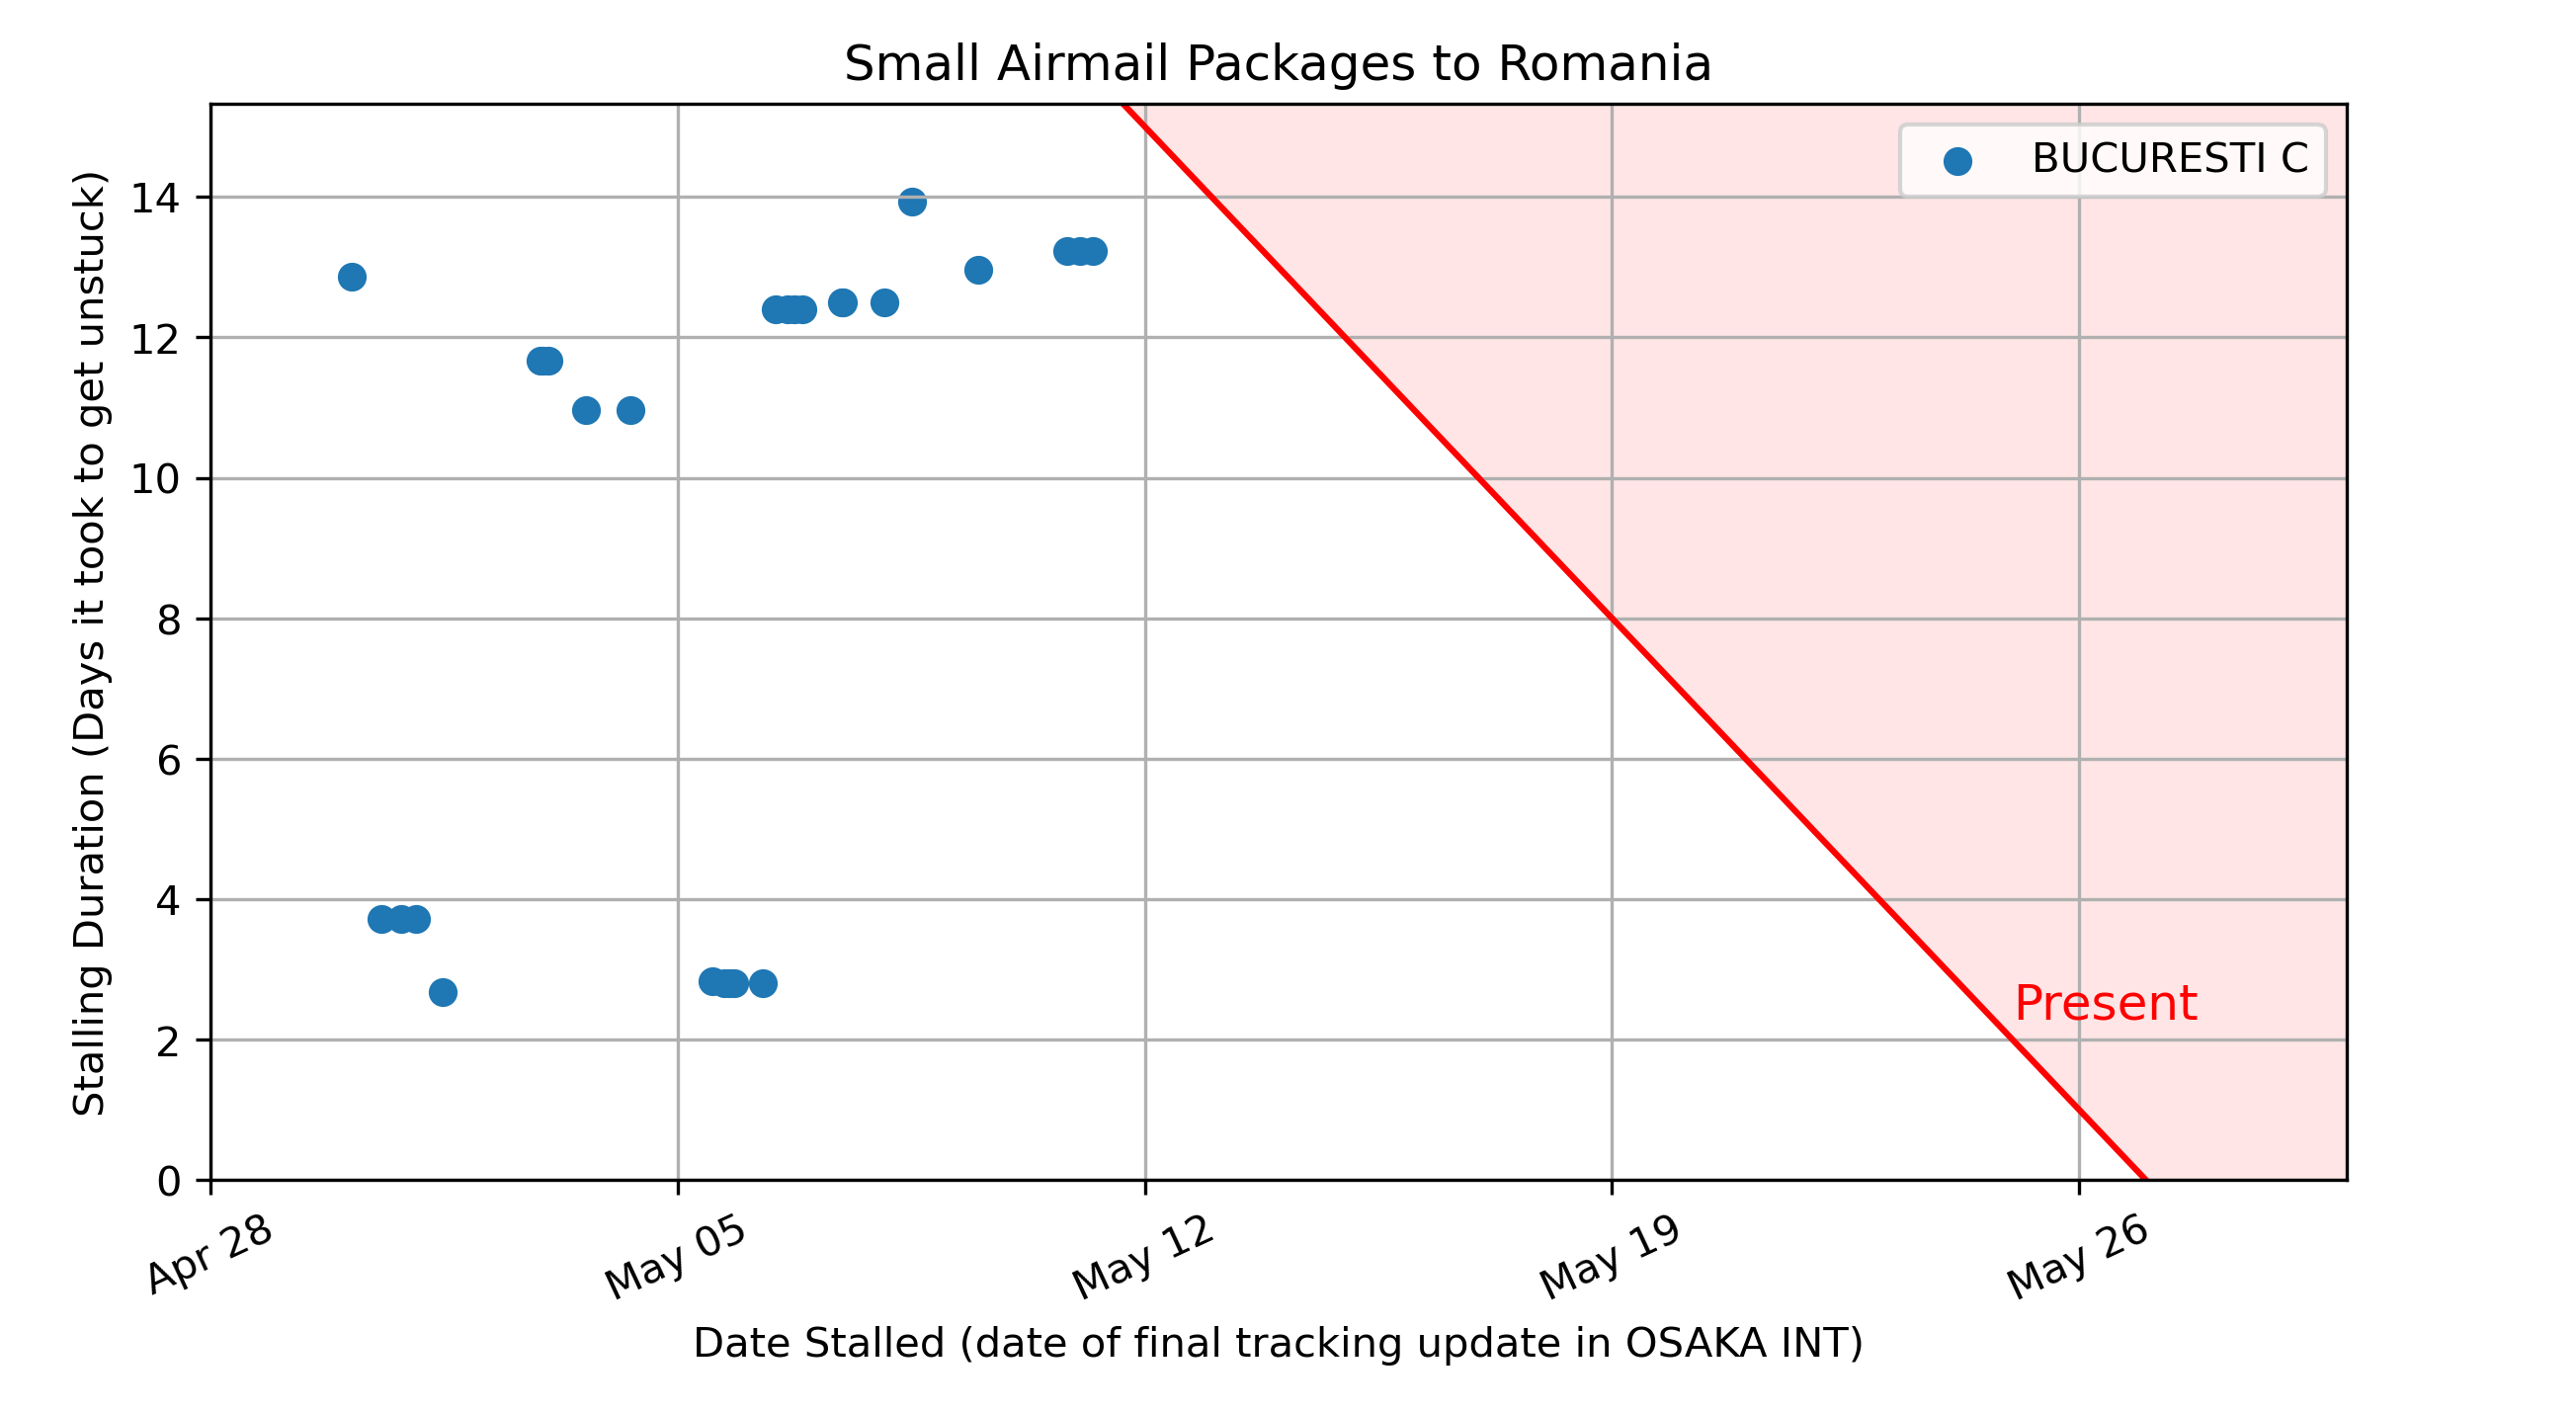 Small Airmail Packages to Romania
BUCURESTI C
Stalling Duration (Days it took to get unstuck)
14
12
10
8
6
4
2
0
Present
Apr 28
May 05
May 12
May 19
May 26
Date Stalled (date of final tracking update in OSAKA INT)